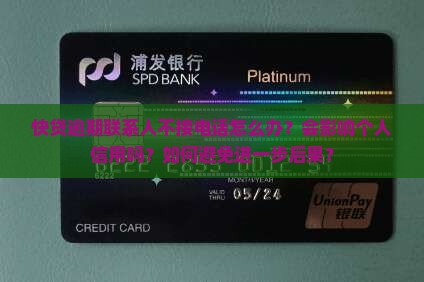 浦发银行
SPD BANK
Platinum
快贷逾期联系人不接电话怎么办?会影响个人
信用吗?如何避免进一步后果?
6222
MONTH/YEAR
VALID
THRU
05/24
CREDIT CARD
UnionPay
银联